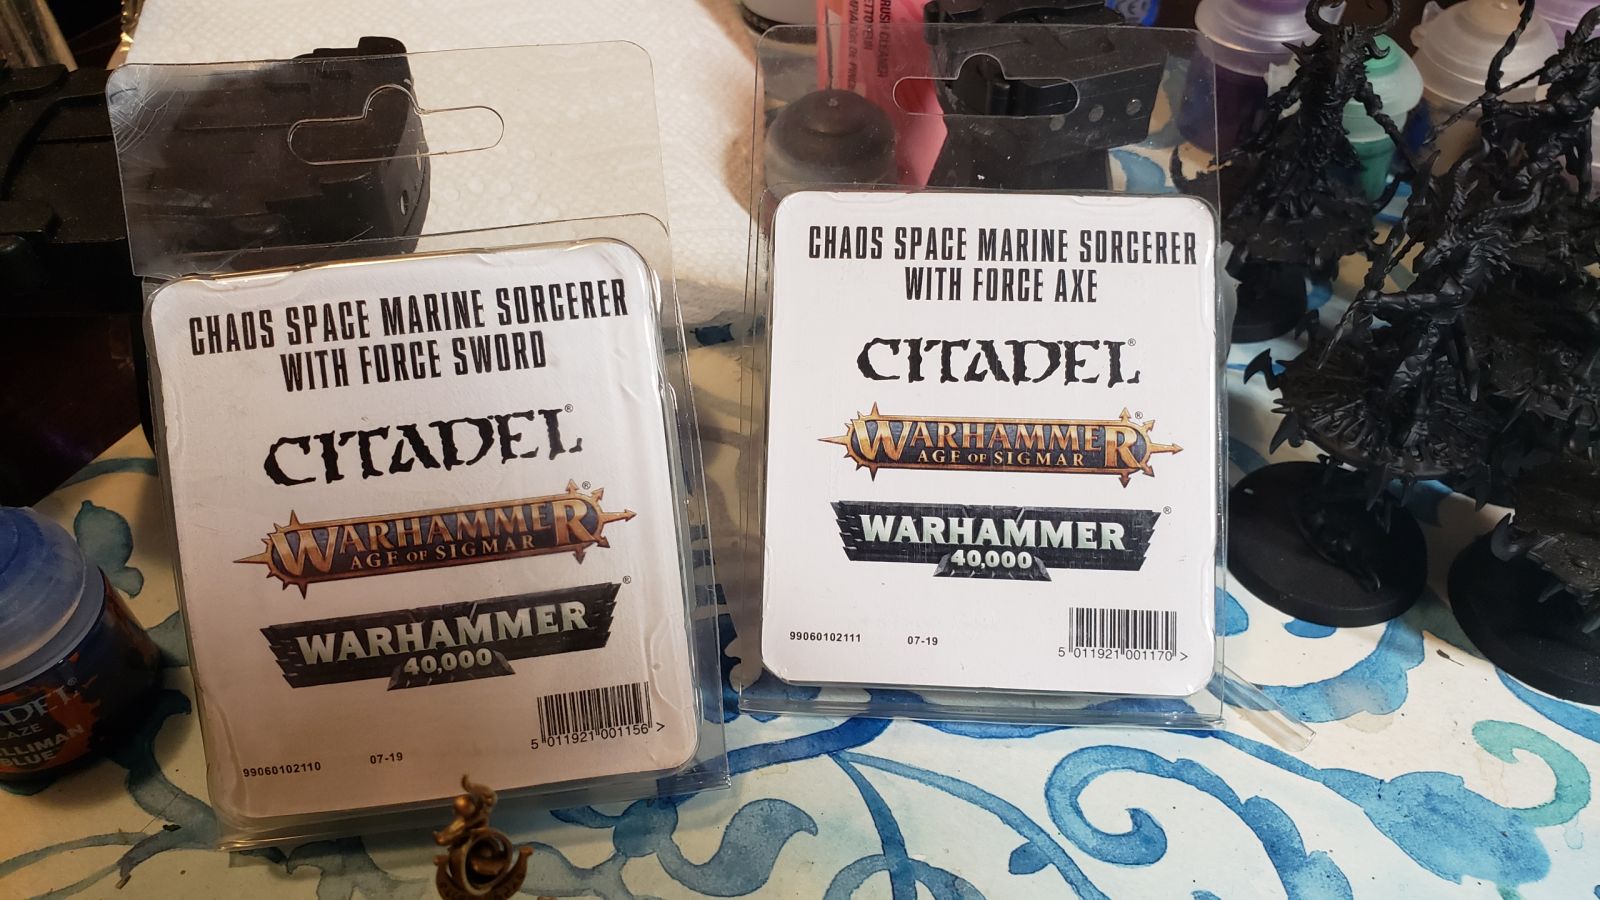 CHAOS SPACE MARINE SORCERER
WITH FORCE SWORD
CITADEL®
WARHAMMER®
AGE OF SIGMAR
WARHAMMER®
40,000
5 011921 001156 >
99060102110 07-19
CHAOS SPACE MARINE SORCERER
WITH FORCE AXE
CITADEL®
WARHAMMER®
AGE OF SIGMAR
WARHAMMER®
40,000
99060102111 07-19
5 011921 001170 >
BLUE
CLEANER